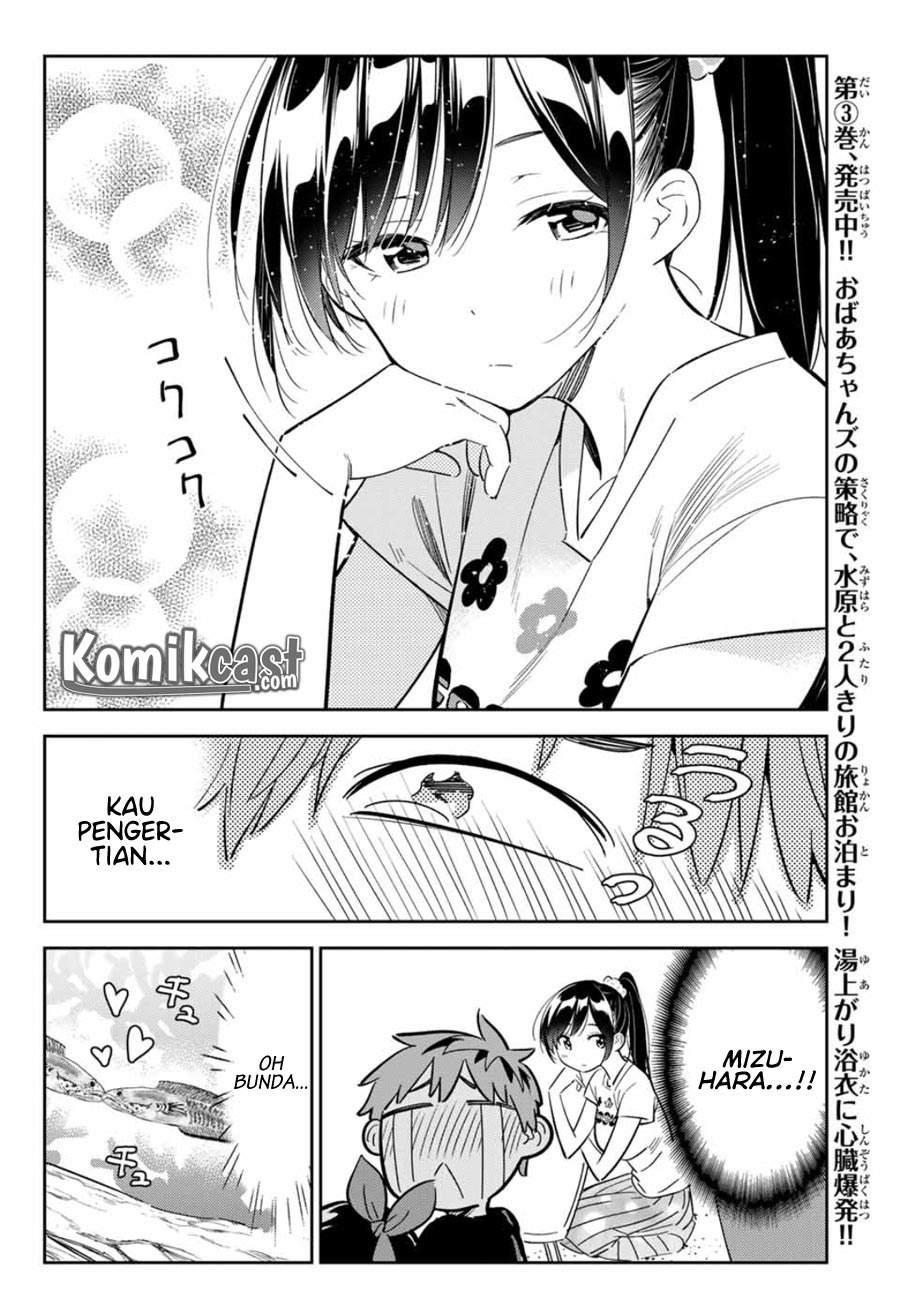 第③巻、発売中!! おばあちゃんズの策略で、水原と2人きりの旅館お泊まり! 湯上がり浴衣に心臓爆発!!
コクコク
Komikcast
.com
KAU
PENGER-
TIAN...
うるうる
MIZU-
HARA...!!
OH
BUNDA...
チュ
チュ